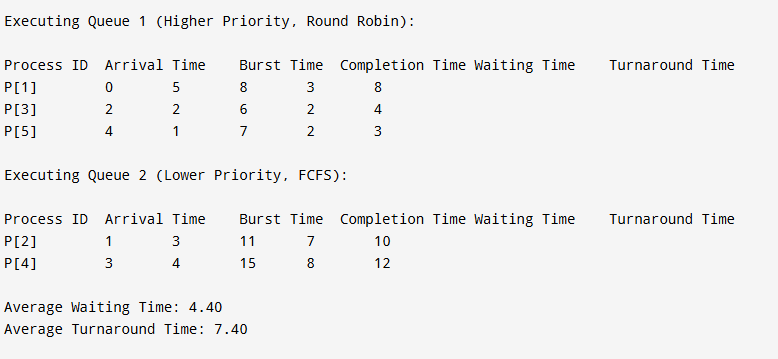 Executing Queue 1 (Higher Priority, Round Robin):
Process ID Arrival Time Burst Time Completion Time Waiting Time Turnaround Time
P[1] 0 5 8 3 8
P[3] 2 2 6 2 4
P[5] 4 1 7 2 3
Executing Queue 2 (Lower Priority, FCFS):
Process ID Arrival Time Burst Time Completion Time Waiting Time Turnaround Time
P[2] 1 3 11 7 10
P[4] 3 4 15 8 12
Average Waiting Time: 4.40
Average Turnaround Time: 7.40